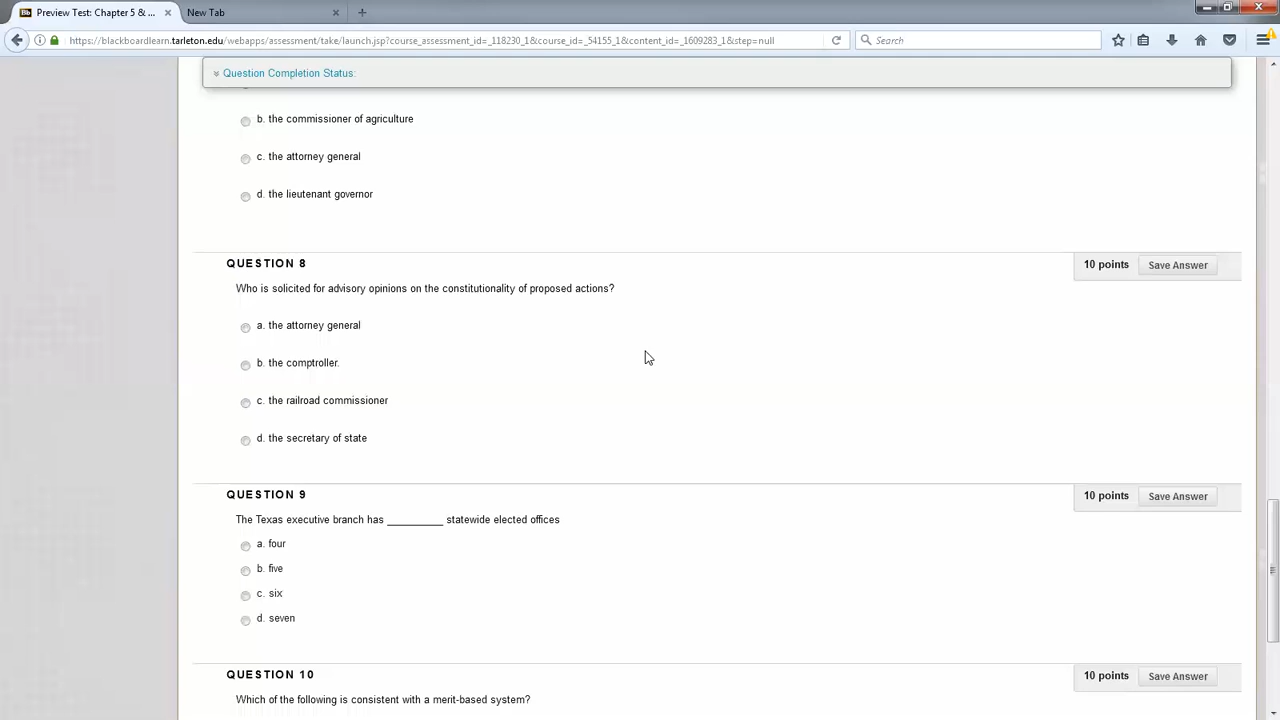 Preview Test: Chapter 5 & ...
New Tab
https://blackboardlearn.tarleton.edu/webapps/assessment/take/launch.jsp?course_assessment_id=_118230_1&course_id=_54155_1&content_id=_1609283_1&step=null
Search
Question Completion Status:
b. the commissioner of agriculture
c. the attorney general
d. the lieutenant governor
QUESTION 8
10 points
Save Answer
Who is solicited for advisory opinions on the constitutionality of proposed actions?
a. the attorney general
b. the comptroller.
c. the railroad commissioner
d. the secretary of state
QUESTION 9
10 points
Save Answer
The Texas executive branch has __________ statewide elected offices
a. four
b. five
c. six
d. seven
QUESTION 10
10 points
Save Answer
Which of the following is consistent with a merit-based system?